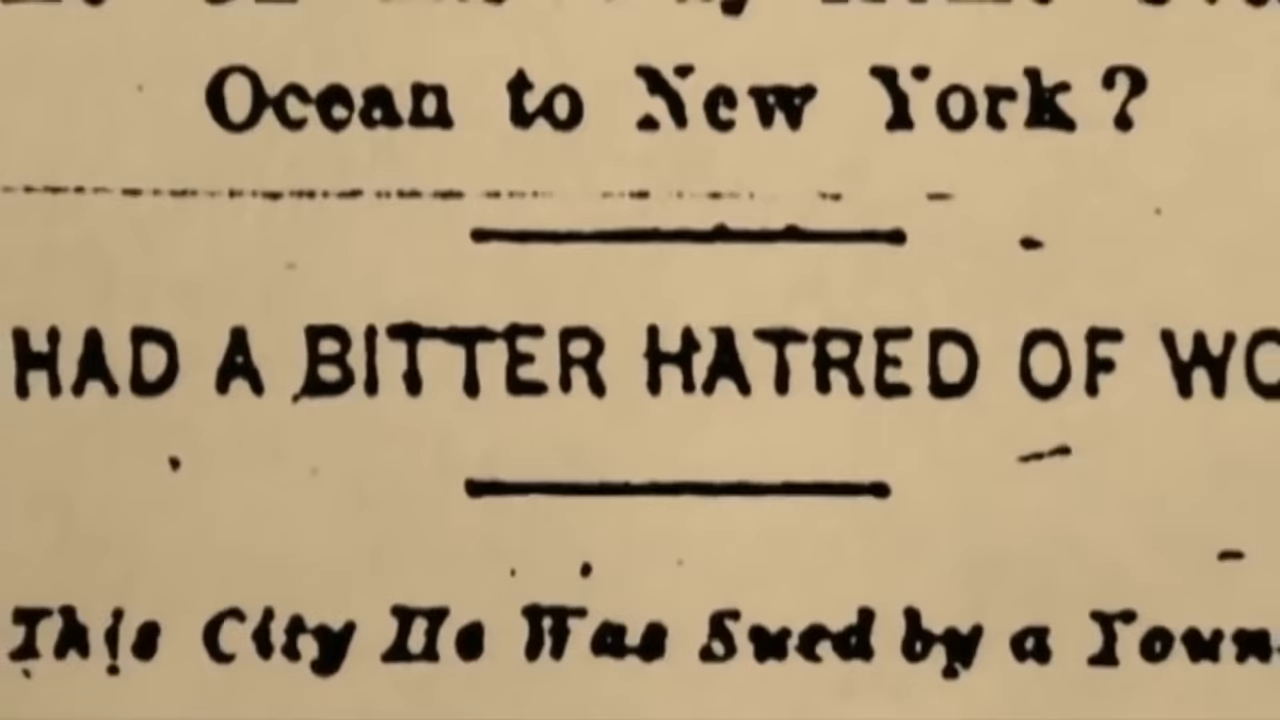 Ocean to New York?
HAD A BITTER HATRED OF WO
This City He Was Sued by a Youn